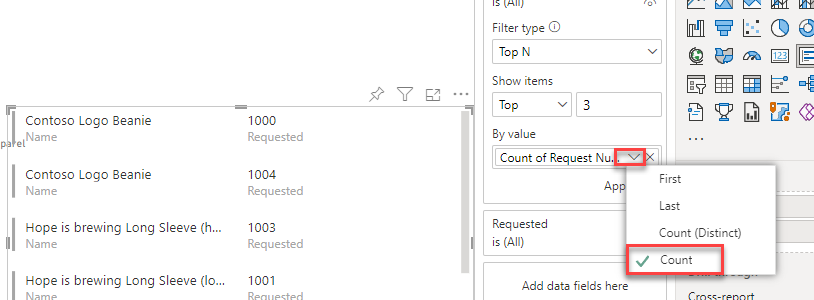 is (All)
Filter type
Top N
Show items
Top
3
By value
Count of Request Nu...
First
Last
Count (Distinct)
Count
Requested
is (All)
Add data fields here
Cross-report
123
Contoso Logo Beanie
1000
Name
Requested
parel
Contoso Logo Beanie
1004
Name
Requested
Hope is brewing Long Sleeve (h...
1003
Name
Requested
Hope is brewing Long Sleeve (lo...
1001
Name
Requested